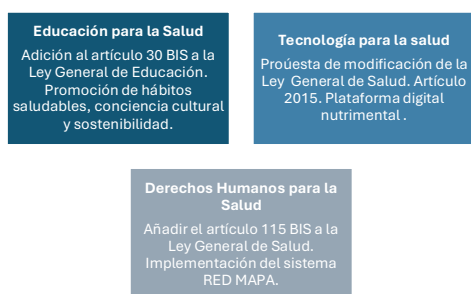 Educación para la Salud
Adición al artículo 30 BIS a la
Ley General de Educación.
Promoción de hábitos
saludables, conciencia cultural
y sostenibilidad.
Tecnología para la salud
Proúesta de modificación de la
Ley  General de Salud. Artículo
2015. Plataforma digital
nutrimental .
Derechos Humanos para la
Salud
Añadir el artículo 115 BIS a la
Ley General de Salud.
Implementación del sistema
RED MAPA.